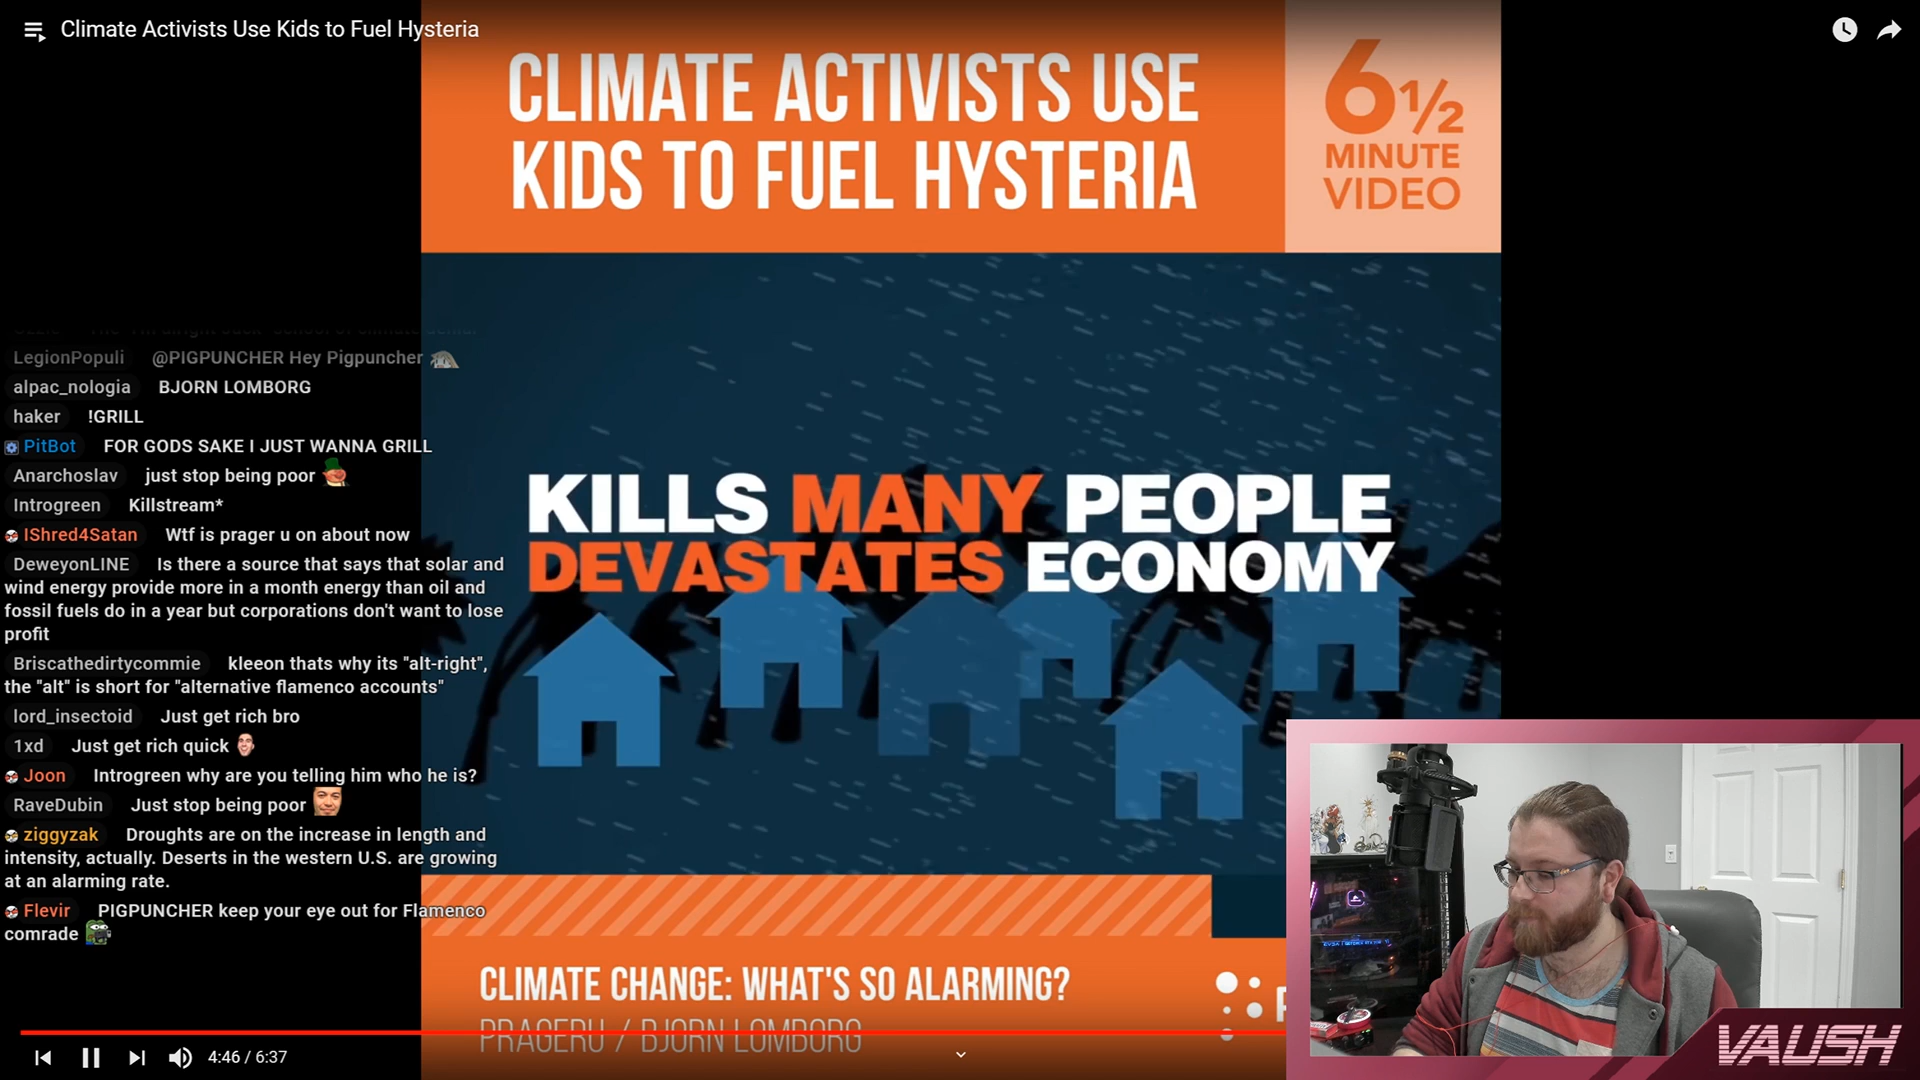 Climate Activists Use Kids to Fuel Hysteria
CLIMATE ACTIVISTS USE
KIDS TO FUEL HYSTERIA
6½
MINUTE
VIDEO
LegionPopuli @PIGPUNCHER Hey Pigpuncher
alpac_nologia BJORN LOMBORG
haker !GRILL
PitBot FOR GODS SAKE I JUST WANNA GRILL
Anarchoslav just stop being poor
Introgreen Killstream*
IShred4Satan Wtf is prager u on about now
DeweyonLINE Is there a source that says that solar and
wind energy provide more in a month energy than oil and
fossil fuels do in a year but corporations don't want to lose
profit
Briscathedirtycommie kleeon thats why its "alt-right",
the "alt" is short for "alternative flamenco accounts"
lord_insectoid Just get rich bro
1xd Just get rich quick
Joon Introgreen why are you telling him who he is?
RaveDubin Just stop being poor
ziggyzak Droughts are on the increase in length and
intensity, actually. Deserts in the western U.S. are growing
at an alarming rate.
Flevir PIGPUNCHER keep your eye out for Flamenco
comrade
KILLS MANY PEOPLE
DEVASTATES ECONOMY
CLIMATE CHANGE: WHAT'S SO ALARMING?
PRAGERU / BJORN LOMBORG
4:46 / 6:37
VAUSH